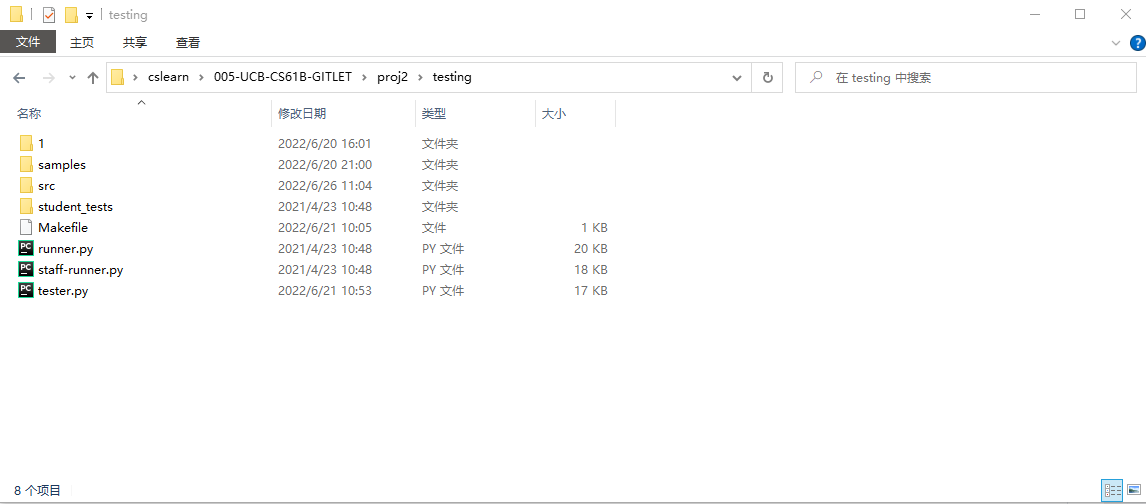 testing
文件 主页 共享 查看
cslearn 005-UCB-CS61B-GITLET proj2 testing 在 testing 中搜索
名称 修改日期 类型 大小
1 2022/6/20 16:01 文件夹
samples 2022/6/20 21:00 文件夹
src 2022/6/26 11:04 文件夹
student_tests 2021/4/23 10:48 文件夹
Makefile 2022/6/21 10:05 文件 1 KB
PC runner.py 2021/4/23 10:48 PY 文件 20 KB
PC staff-runner.py 2021/4/23 10:48 PY 文件 18 KB
PC tester.py 2022/6/21 10:53 PY 文件 17 KB
8 个项目